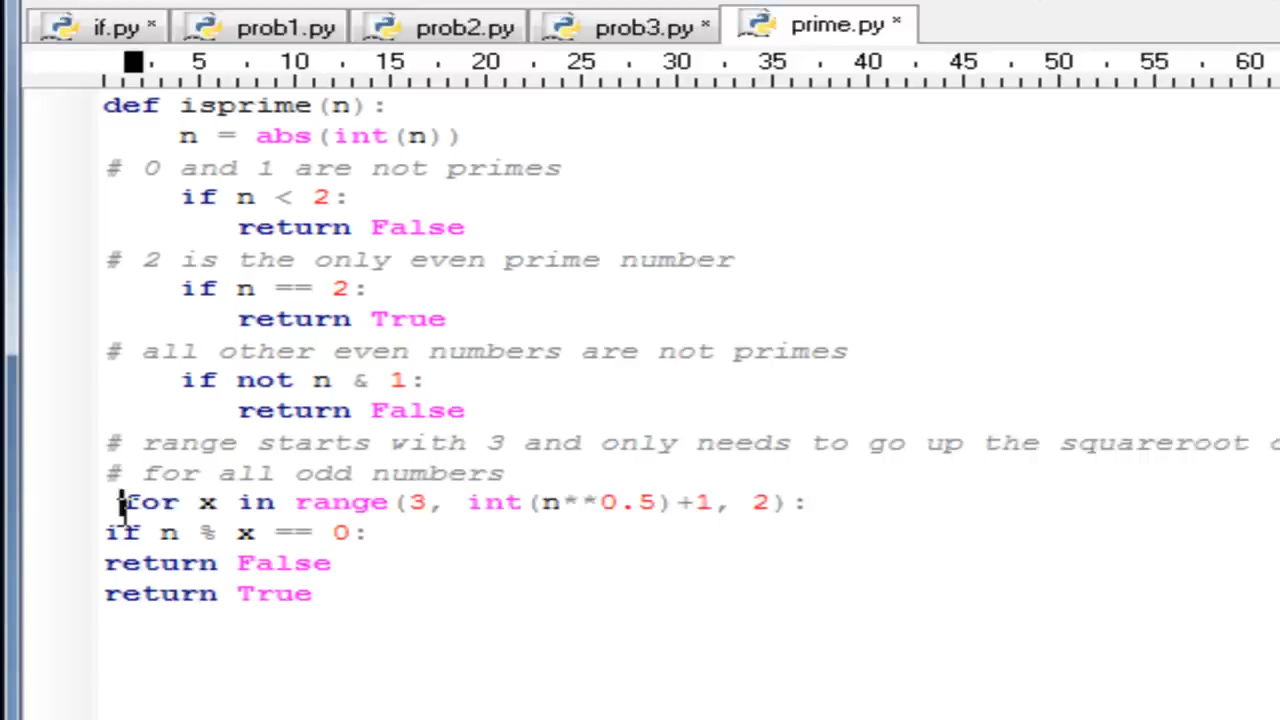 if.py * prob1.py prob2.py prob3.py * prime.py *
5 10 15 20 25 30 35 40 45 50 55 60
def isprime(n):
    n = abs(int(n))
# 0 and 1 are not primes
    if n < 2:
       return False
# 2 is the only even prime number
    if n == 2:
       return True
# all other even numbers are not primes
    if not n & 1:
       return False
# range starts with 3 and only needs to go up the squareroot
# for all odd numbers
 for x in range(3, int(n**0.5)+1, 2):
if n % x == 0:
return False
return True